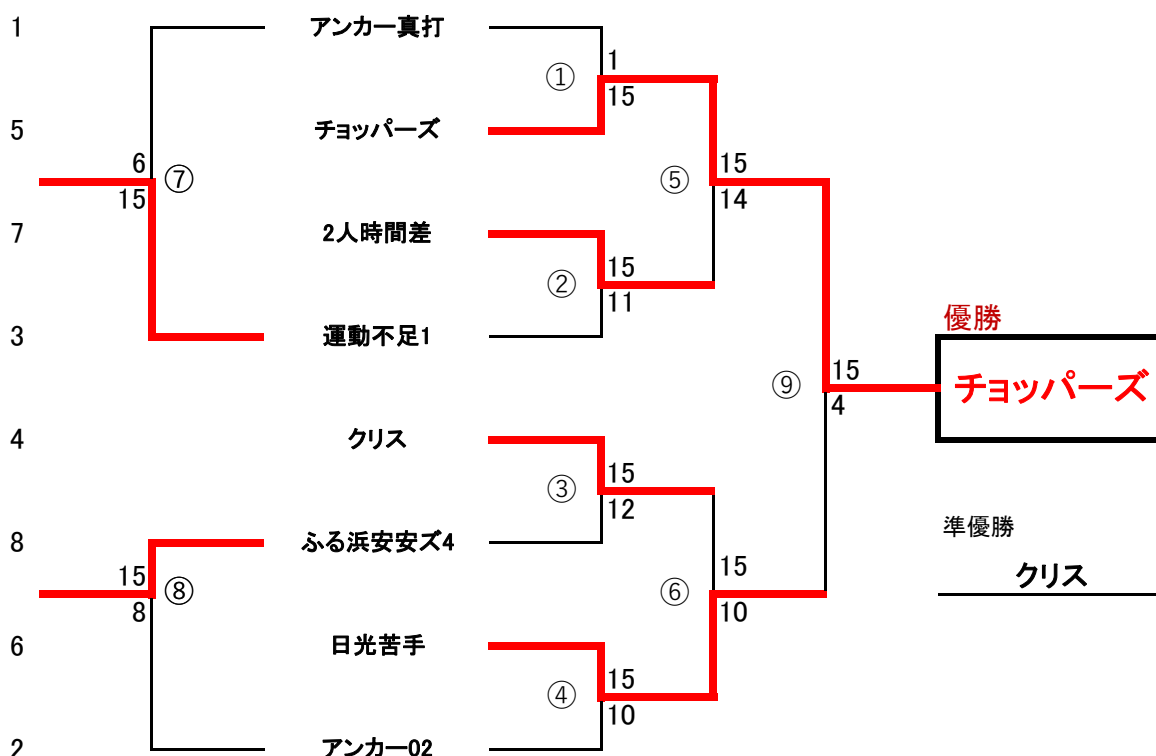 1 アンカー真打
1
① 15
5 チョッパーズ
6 ⑦ ⑤ 15
15 14
7 2人時間差
15
② 11
3 運動不足1
優勝
⑨ 15 チョッパーズ
4
4 クリス
15
③ 12
8 ふる浜安安ズ4
準優勝
15 ⑧ ⑥ 15 クリス
8 10
6 日光苦手
15
④ 10
2 アンカー02